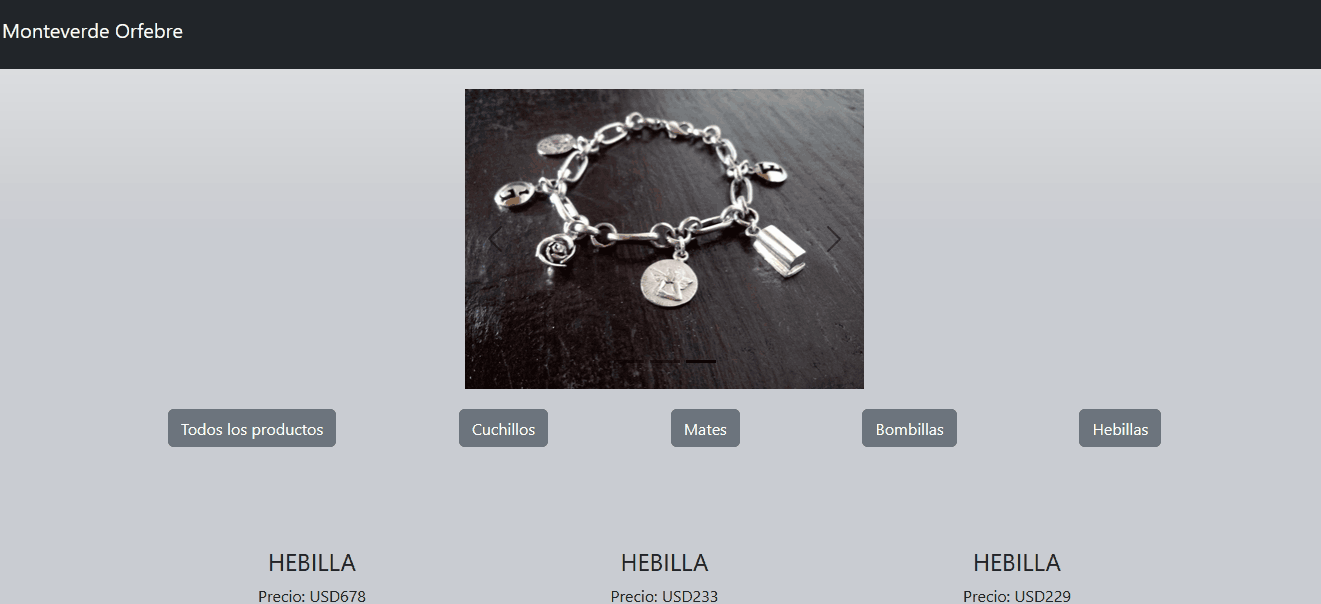 Monteverde Orfebre
Todos los productos
Cuchillos
Mates
Bombillas
Hebillas
HEBILLA
HEBILLA
HEBILLA
Precio: USD678
Precio: USD233
Precio: USD229